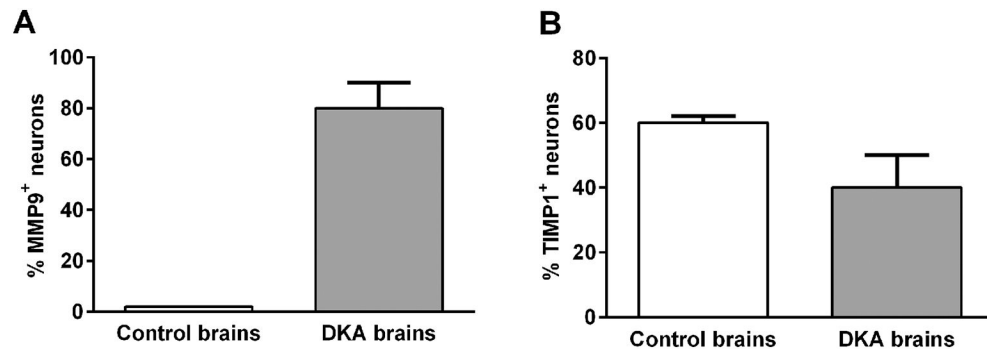 A
% MMP9⁺ neurons
100
80
60
40
20
0
Control brains
DKA brains
B
% TIMP1⁺ neurons
80
60
40
20
0
Control brains
DKA brains